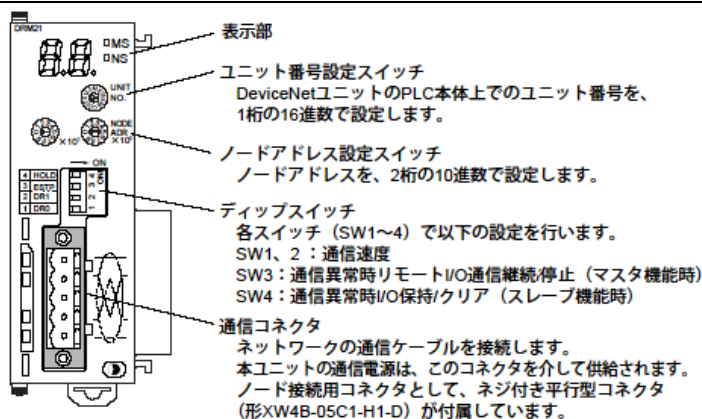 DRM21
MS
NS
UNIT
NO.
NODE
ADR
×10¹
×10⁰
ON
4 HOLD
3 ESTP
2 DR1
1 DR0
ON
1 2 3 4
表示部
ユニット番号設定スイッチ
DeviceNetユニットのPLC本体上でのユニット番号を、
1桁の16進数で設定します。
ノードアドレス設定スイッチ
ノードアドレスを、2桁の10進数で設定します。
ディップスイッチ
各スイッチ（SW1～4）で以下の設定を行います。
SW1、2 ：通信速度
SW3：通信異常時リモートI/O通信継続/停止（マスタ機能時）
SW4：通信異常時I/O保持/クリア（スレーブ機能時）
通信コネクタ
ネットワークの通信ケーブルを接続します。
本ユニットの通信電源は、このコネクタを介して供給されます。
ノード接続用コネクタとして、ネジ付き平行型コネクタ
（形XW4B-05C1-H1-D）が付属しています。